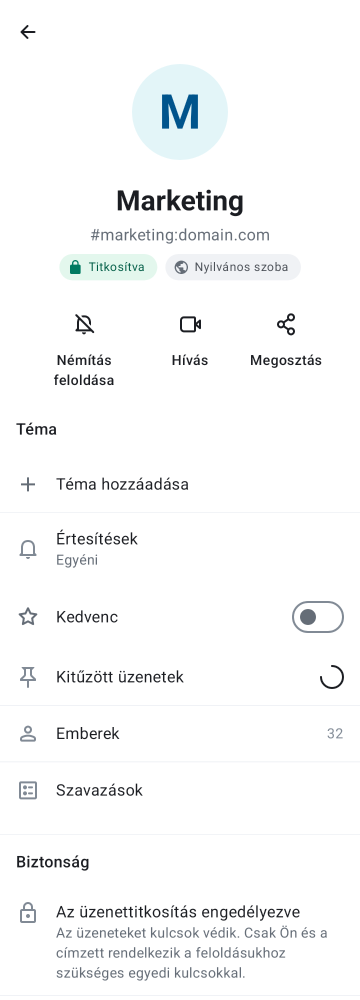 M
Marketing
#marketing:domain.com
Titkosítva
Nyilvános szoba
Némítás
feloldása
Hívás
Megosztás
Téma
Téma hozzáadása
Értesítések
Egyéni
Kedvenc
Kitűzött üzenetek
Emberek
32
Szavazások
Biztonság
Az üzenettitkosítás engedélyezve
Az üzeneteket kulcsok védik. Csak Ön és a
címzett rendelkezik a feloldásukhoz
szükséges egyedi kulcsokkal.